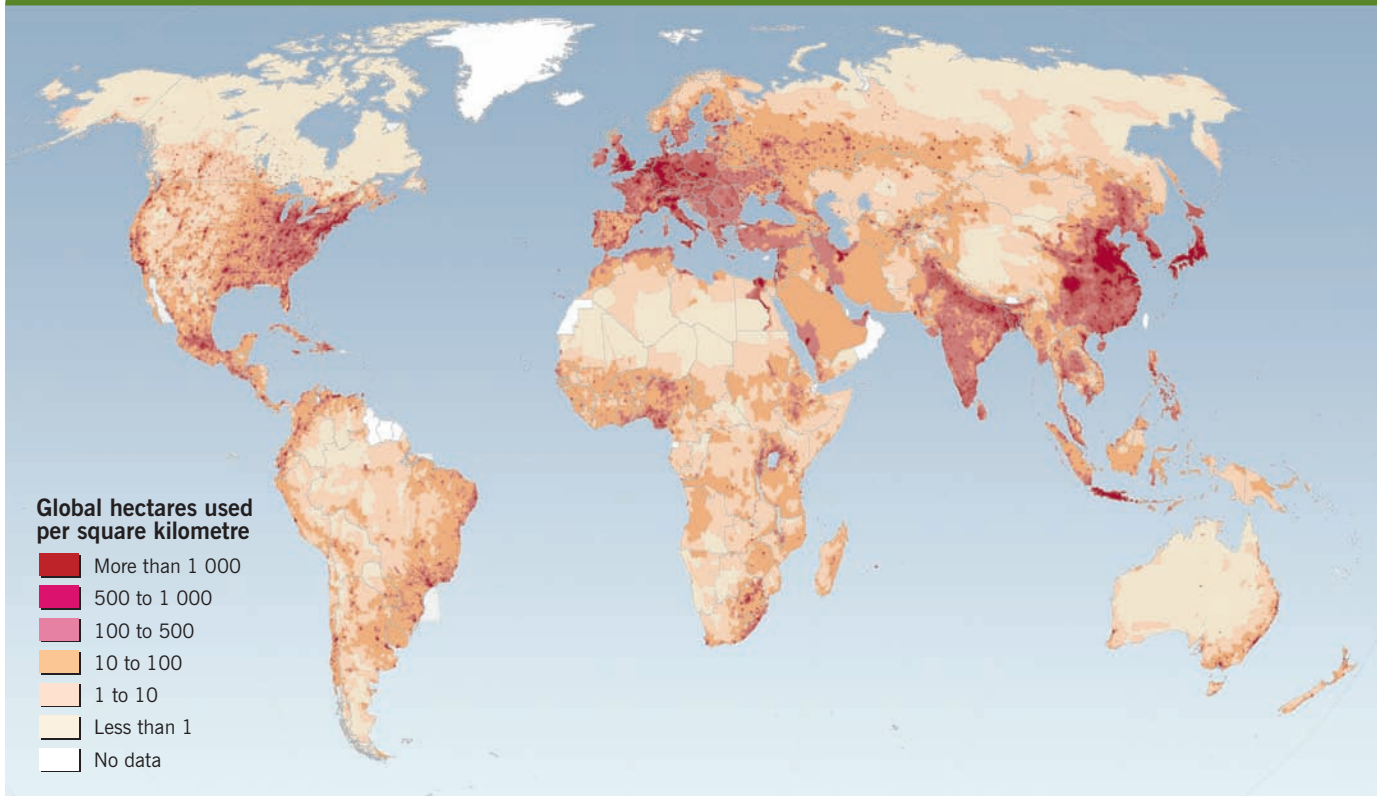 Global hectares used
per square kilometre
More than 1 000
500 to 1 000
100 to 500
10 to 100
1 to 10
Less than 1
No data